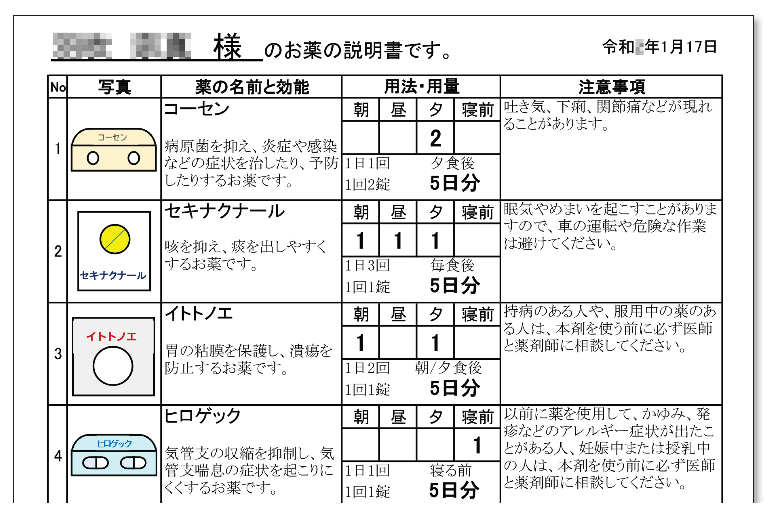 様 のお薬の説明書です。
令和 年1月17日
No 写真 薬の名前と効能 用法・用量 注意事項
1
コーセン
コーセン
病原菌を抑え、炎症や感染
などの症状を治したり、予防
したりするお薬です。
朝 昼 夕 寝前
2
1日1回 夕食後
1回2錠 5日分
吐き気、下痢、関節痛などが現れ
ることがあります。
2
セキナクナール
セキナクナール
咳を抑え、痰を出しやすく
するお薬です。
朝 昼 夕 寝前
1 1 1
1日3回 毎食後
1回1錠 5日分
眠気やめまいを起こすことがありま
すので、車の運転や危険な作業
は避けてください。
3
イトトノエ
イトトノエ
胃の粘膜を保護し、潰瘍を
防止するお薬です。
朝 昼 夕 寝前
1 1
1日2回 朝/夕食後
1回1錠 5日分
持病のある人や、服用中の薬のあ
る人は、本剤を使う前に必ず医師
と薬剤師に相談してください。
4
ヒロゲック
ヒロゲック
気管支の収縮を抑制し、気
管支喘息の症状を起こりに
くくするお薬です。
朝 昼 夕 寝前
1
1日1回 寝る前
1回1錠 5日分
以前に薬を使用して、かゆみ、発
疹などのアレルギー症状が出たこ
とがある人、妊娠中または授乳中
の人は、本剤を使う前に必ず医師
と薬剤師に相談してください。